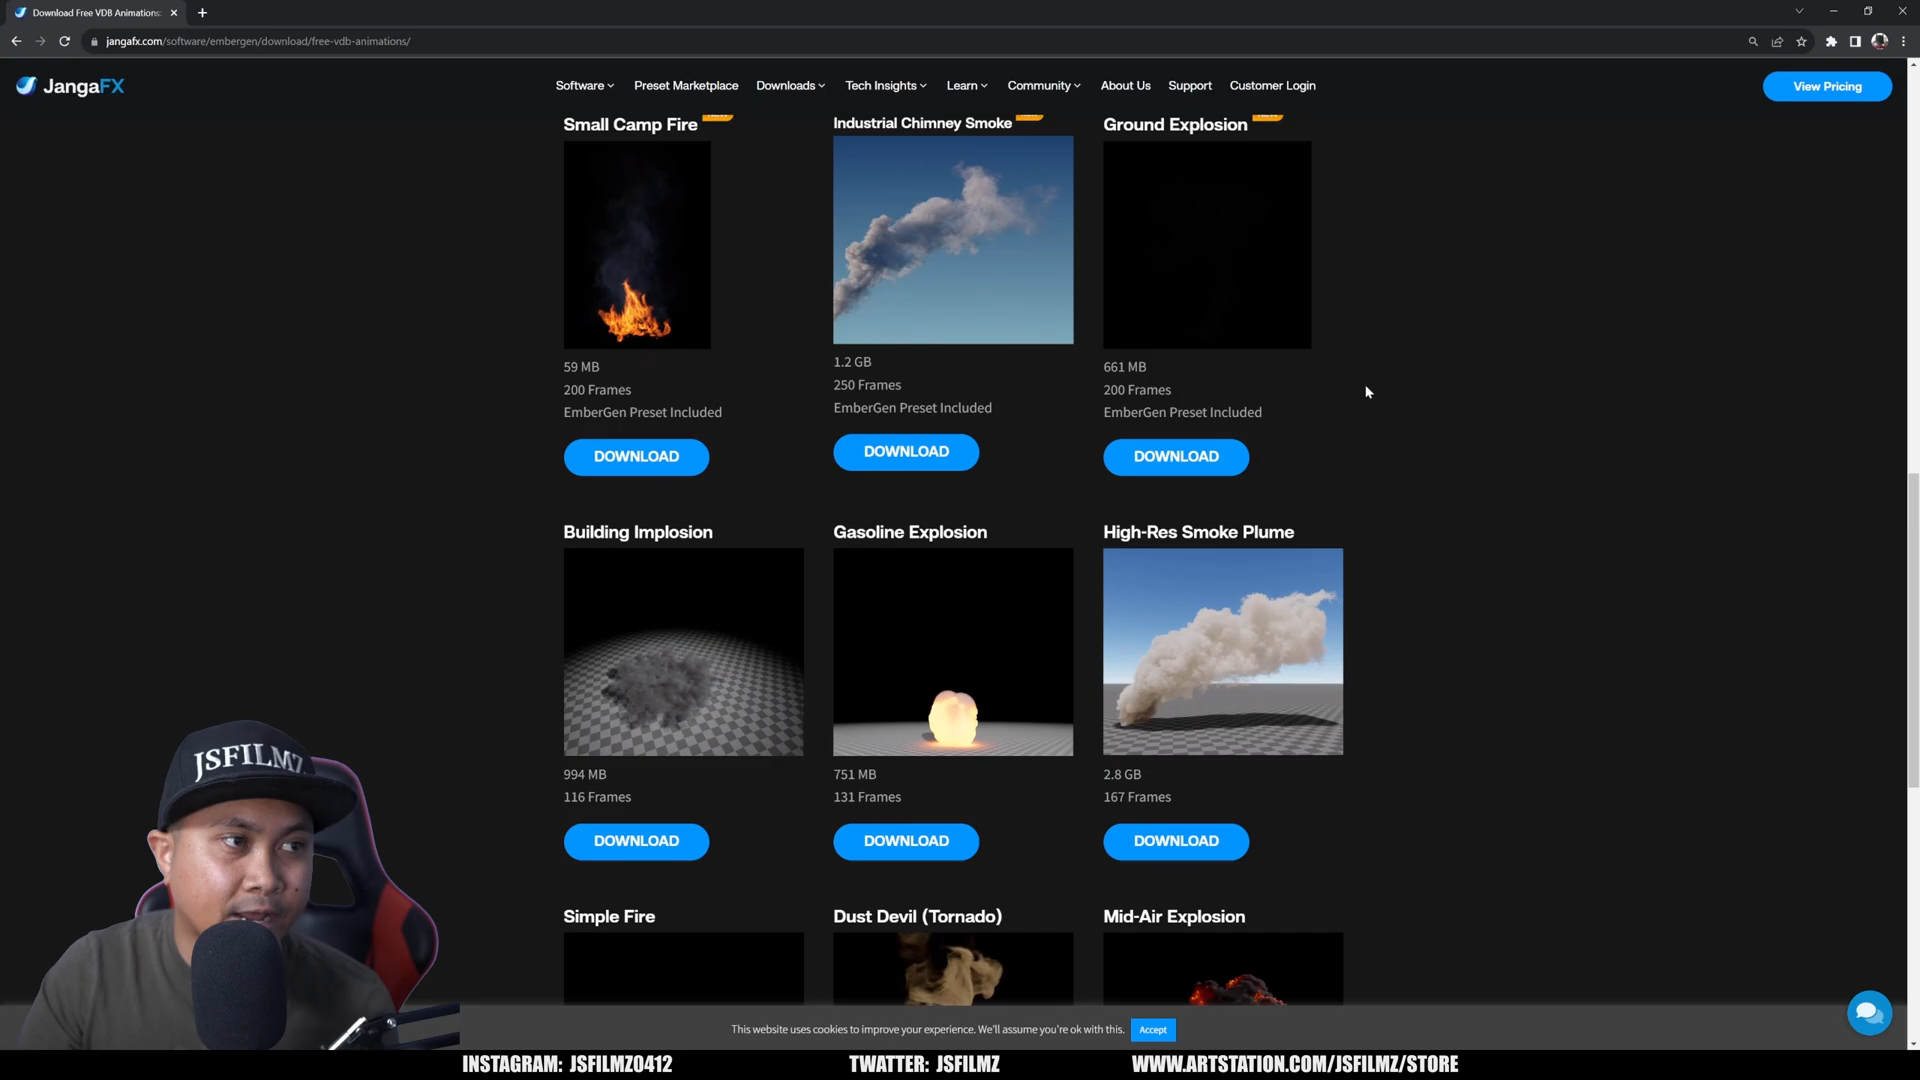 Download Free VDB Animations:
jangafx.com/software/embergen/download/free-vdb-animations/
JangaFX
Software
Preset Marketplace
Downloads
Tech Insights
Learn
Community
About Us
Support
Customer Login
View Pricing
Small Camp Fire
Industrial Chimney Smoke
Ground Explosion
59 MB
200 Frames
EmberGen Preset Included
DOWNLOAD
1.2 GB
250 Frames
EmberGen Preset Included
DOWNLOAD
661 MB
200 Frames
EmberGen Preset Included
DOWNLOAD
Building Implosion
Gasoline Explosion
High-Res Smoke Plume
994 MB
116 Frames
DOWNLOAD
751 MB
131 Frames
DOWNLOAD
2.8 GB
167 Frames
DOWNLOAD
Simple Fire
Dust Devil (Tornado)
Mid-Air Explosion
JSFILMZ
This website uses cookies to improve your experience. We'll assume you're ok with this.
Accept
INSTAGRAM: JSFILMZ0412
TWATTER: JSFILMZ
WWW.ARTSTATION.COM/JSFILMZ/STORE